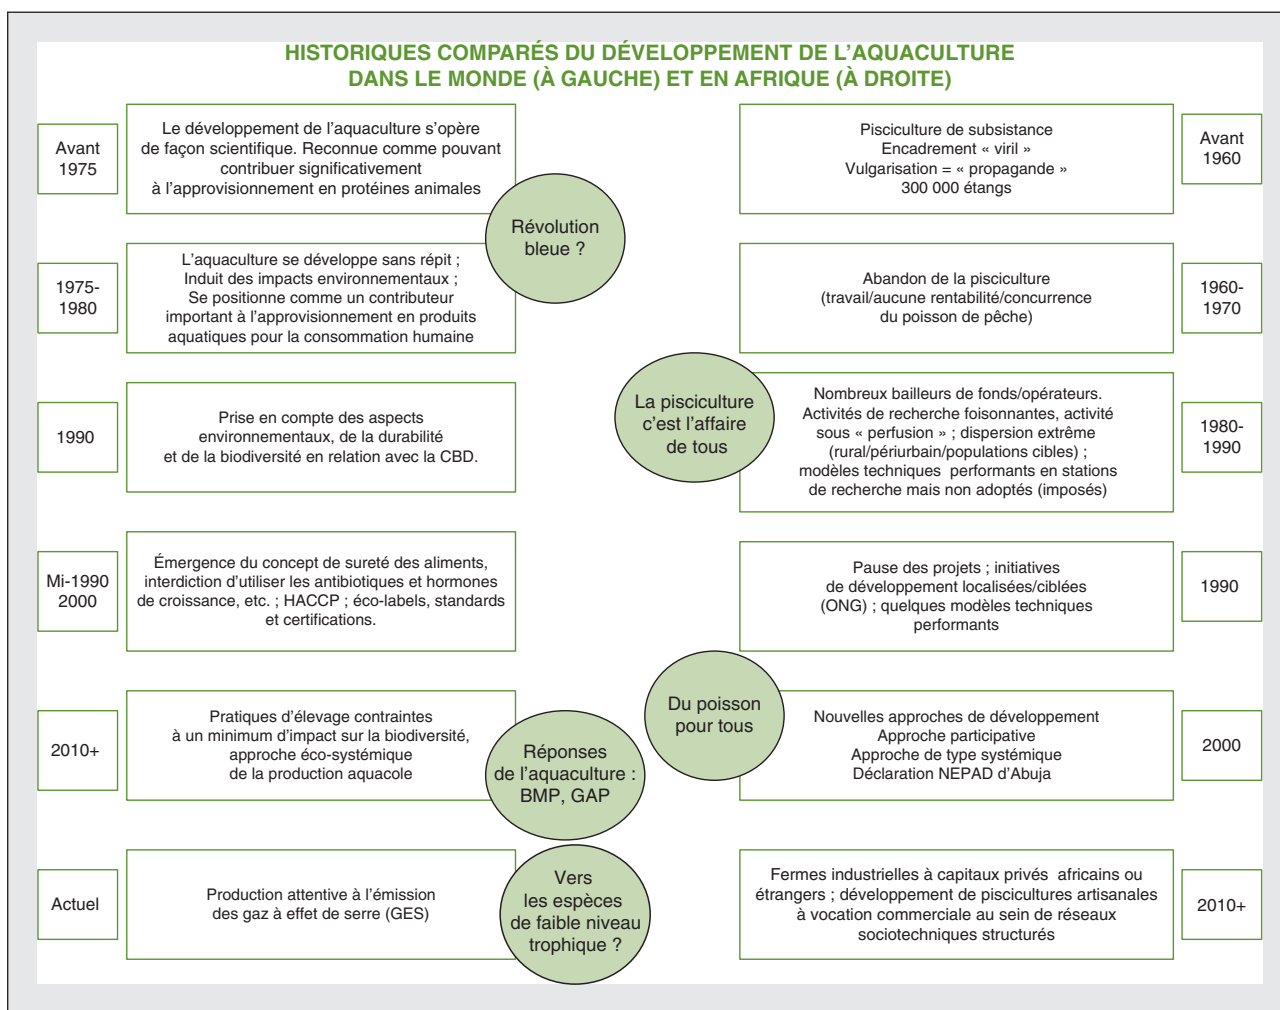 HISTORIQUES COMPARÉS DU DÉVELOPPEMENT DE L'AQUACULTURE
DANS LE MONDE (À GAUCHE) ET EN AFRIQUE (À DROITE)
Avant
1975
Le développement de l'aquaculture s'opère
de façon scientifique. Reconnue comme pouvant
contribuer significativement
à l'approvisionnement en protéines animales
Révolution
bleue ?
1975-
1980
L'aquaculture se développe sans répit ;
Induit des impacts environnementaux ;
Se positionne comme un contributeur
important à l'approvisionnement en produits
aquatiques pour la consommation humaine
1990
Prise en compte des aspects
environnementaux, de la durabilité
et de la biodiversité en relation avec la CBD.
Mi-1990
2000
Émergence du concept de sureté des aliments,
interdiction d'utiliser les antibiotiques et hormones
de croissance, etc. ; HACCP ; éco-labels, standards
et certifications.
2010+
Pratiques d'élevage contraintes
à un minimum d'impact sur la biodiversité,
approche éco-systémique
de la production aquacole
Réponses
de l'aquaculture :
BMP, GAP
Actuel
Production attentive à l'émission
des gaz à effet de serre (GES)
Vers
les espèces
de faible niveau
trophique ?
Pisciculture de subsistance
Encadrement « viril »
Vulgarisation = « propagande »
300 000 étangs
Avant
1960
Abandon de la pisciculture
(travail/aucune rentabilité/concurrence
du poisson de pêche)
1960-
1970
La pisciculture
c'est l'affaire
de tous
Nombreux bailleurs de fonds/opérateurs.
Activités de recherche foisonnantes, activité
sous « perfusion » ; dispersion extrême
(rural/périurbain/populations cibles) ;
modèles techniques performants en stations
de recherche mais non adoptés (imposés)
1980-
1990
Pause des projets ; initiatives
de développement localisées/ciblées
(ONG) ; quelques modèles techniques
performants
1990
Du poisson
pour tous
Nouvelles approches de développement
Approche participative
Approche de type systémique
Déclaration NEPAD d'Abuja
2000
Fermes industrielles à capitaux privés africains ou
étrangers ; développement de piscicultures artisanales
à vocation commerciale au sein de réseaux
sociotechniques structurés
2010+